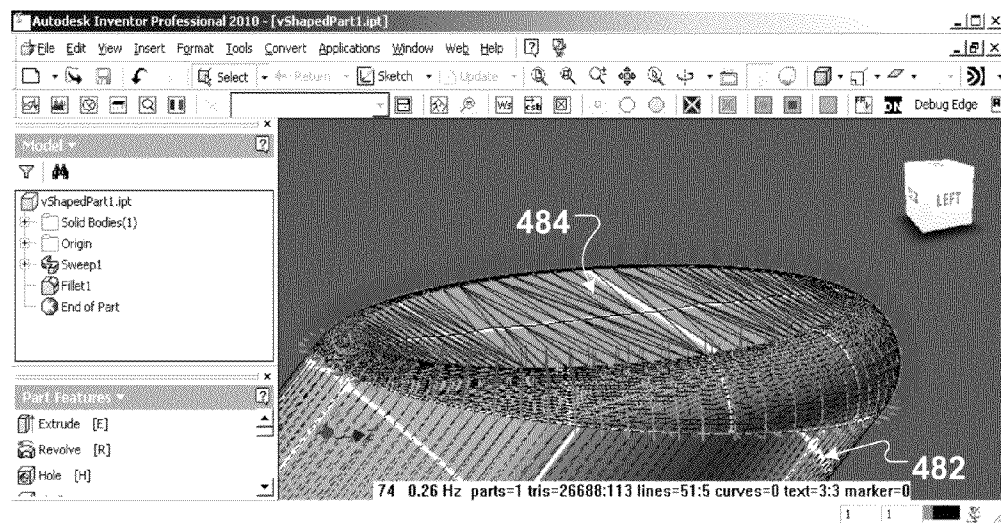 Autodesk Inventor Professional 2010 - [vShapedPart1.ipt]
File Edit View Insert Format Tools Convert Applications Window Web Help
Select Return Sketch Update
Debug Edge
Model
vShapedPart1.ipt
Solid Bodies(1)
Origin
Sweep1
Fillet1
End of Part
LEFT
484
Part Features
Extrude [E]
Revolve [R]
Hole [H]
482
74 0.26 Hz parts=1 tris=26688:113 lines=51:5 curves=0 text=3:3 marker=0
1 1